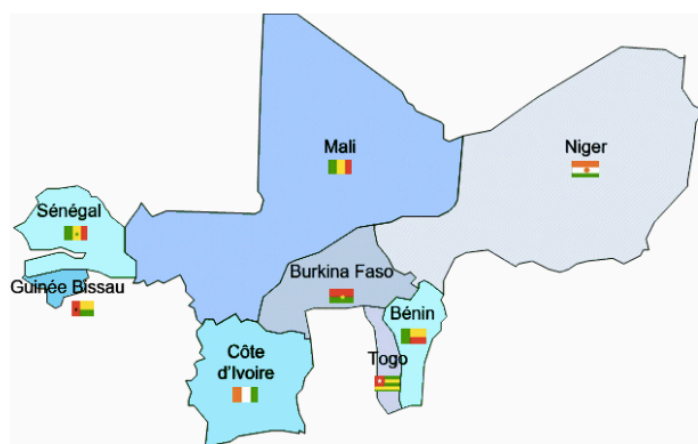 Mali
Niger
Sénégal
Guinée Bissau
Burkina Faso
Bénin
Côte
d'Ivoire
Togo